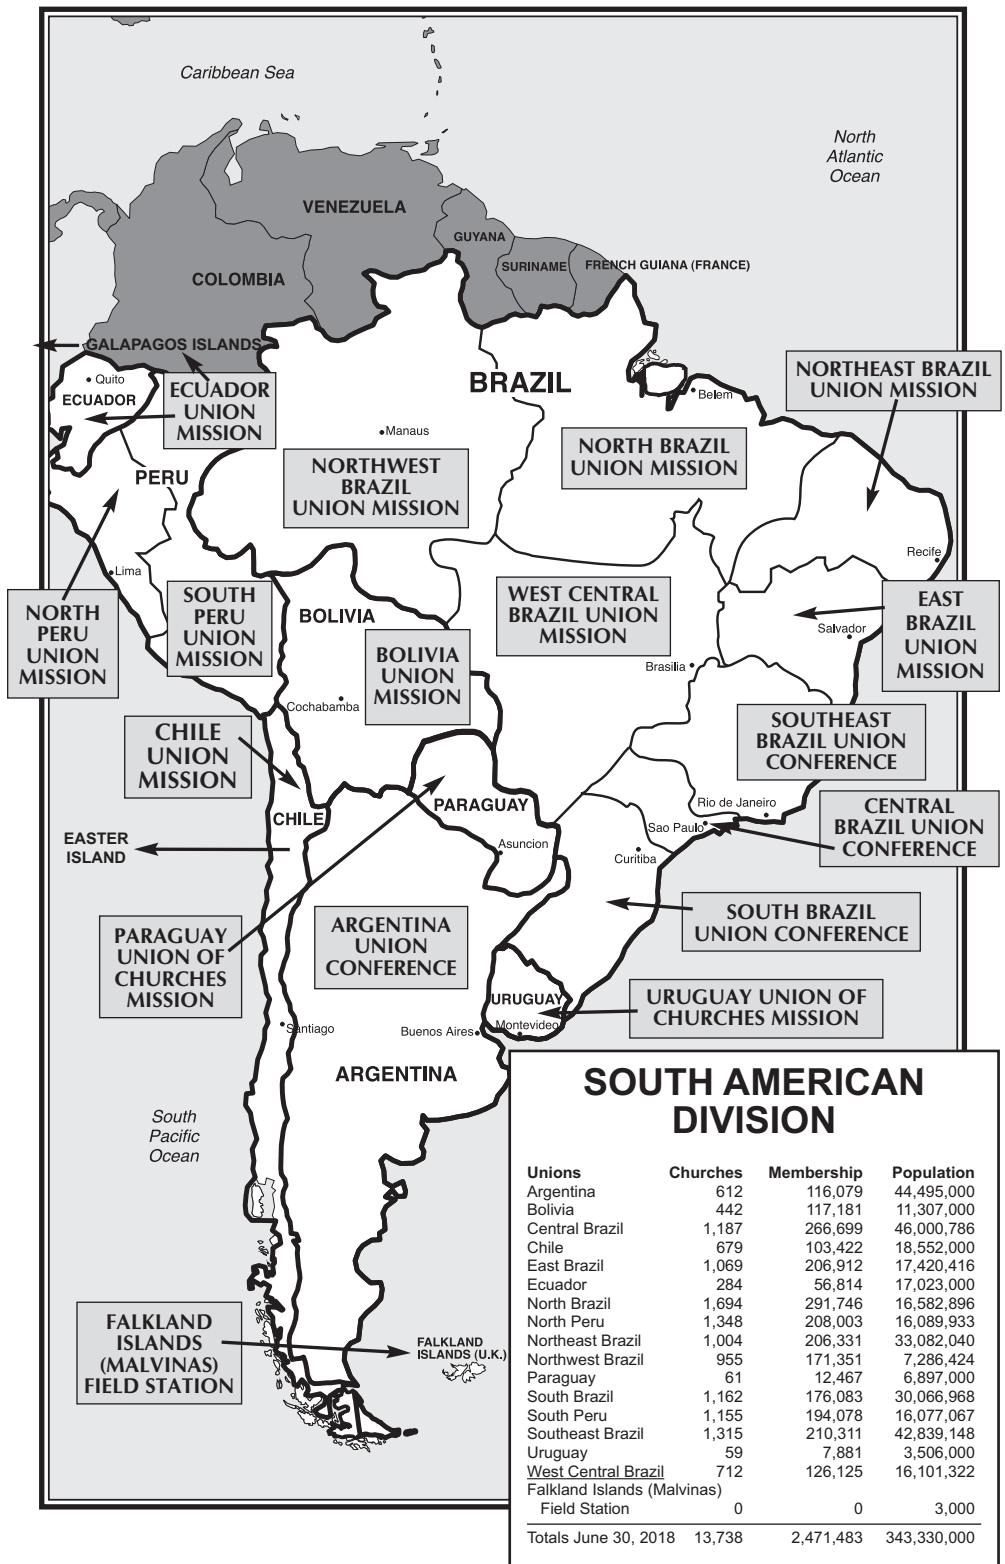 Caribbean Sea
North
Atlantic
Ocean
VENEZUELA
GUYANA
SURINAME
FRENCH GUIANA (FRANCE)
COLOMBIA
GALAPAGOS ISLANDS
Quito
ECUADOR
ECUADOR
UNION
MISSION
BRAZIL
Belem
NORTHEAST BRAZIL
UNION MISSION
Manaus
PERU
NORTHWEST
BRAZIL
UNION MISSION
NORTH BRAZIL
UNION MISSION
Recife
Lima
NORTH
PERU
UNION
MISSION
SOUTH
PERU
UNION
MISSION
BOLIVIA
BOLIVIA
UNION
MISSION
WEST CENTRAL
BRAZIL UNION
MISSION
EAST
BRAZIL
UNION
MISSION
Salvador
Brasilia
Cochabamba
CHILE
UNION
MISSION
SOUTHEAST
BRAZIL UNION
CONFERENCE
CHILE
PARAGUAY
Rio de Janeiro
Sao Paulo
CENTRAL
BRAZIL UNION
CONFERENCE
EASTER
ISLAND
Asuncion
Curitiba
PARAGUAY
UNION OF
CHURCHES
MISSION
ARGENTINA
UNION
CONFERENCE
SOUTH BRAZIL
UNION CONFERENCE
URUGUAY
Montevideo
URUGUAY UNION OF
CHURCHES MISSION
Santiago
Buenos Aires
ARGENTINA
South
Pacific
Ocean
FALKLAND
ISLANDS
(MALVINAS)
FIELD STATION
FALKLAND
ISLANDS (U.K.)
SOUTH AMERICAN
DIVISION
Unions Churches Membership Population
Argentina 612 116,079 44,495,000
Bolivia 442 117,181 11,307,000
Central Brazil 1,187 266,699 46,000,786
Chile 679 103,422 18,552,000
East Brazil 1,069 206,912 17,420,416
Ecuador 284 56,814 17,023,000
North Brazil 1,694 291,746 16,582,896
North Peru 1,348 208,003 16,089,933
Northeast Brazil 1,004 206,331 33,082,040
Northwest Brazil 955 171,351 7,286,424
Paraguay 61 12,467 6,897,000
South Brazil 1,162 176,083 30,066,968
South Peru 1,155 194,078 16,077,067
Southeast Brazil 1,315 210,311 42,839,148
Uruguay 59 7,881 3,506,000
West Central Brazil 712 126,125 16,101,322
Falkland Islands (Malvinas)
Field Station 0 0 3,000
Totals June 30, 2018 13,738 2,471,483 343,330,000